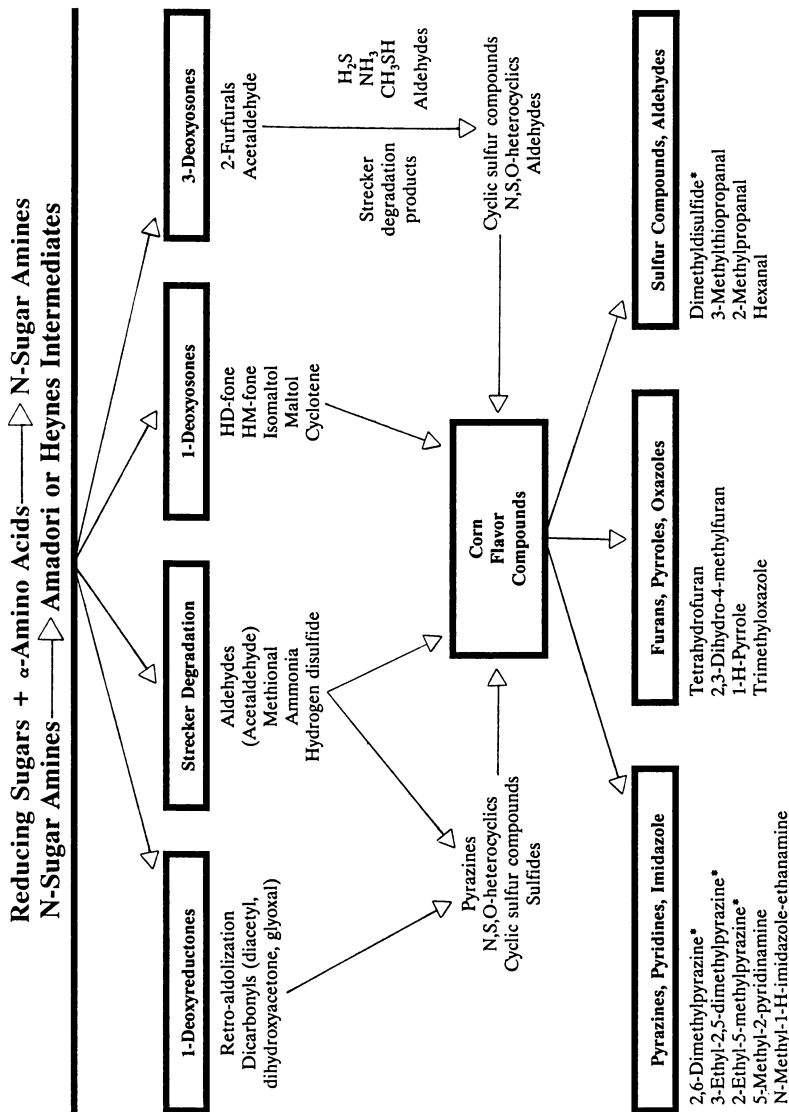 Reducing Sugars + α-Amino Acids N-Sugar Amines
N-Sugar Amines Amadori or Heynes Intermediates
1-Deoxyreductones
Retro-aldolization
Dicarbonyls (diacetyl,
dihydroxyacetone, glyoxal)
Strecker Degradation
Aldehydes
(Acetaldehyde)
Methional
Ammonia
Hydrogen disulfide
1-Deoxyosones
HD-fone
HM-fone
Isomaltol
Maltol
Cyclotene
3-Deoxyosones
2-Furfurals
Acetaldehyde
Strecker
degradation
products
H₂S
NH₃
CH₃SH
Aldehydes
Pyrazines
N,S,O-heterocyclics
Cyclic sulfur compounds
Sulfides
Corn
Flavor
Compounds
Cyclic sulfur compounds
N,S,O-heterocyclics
Aldehydes
Pyrazines, Pyridines, Imidazole
2,6-Dimethylpyrazine*
3-Ethyl-2,5-dimethylpyrazine*
2-Ethyl-5-methylpyrazine*
5-Methyl-2-pyridinamine
N-Methyl-1-H-imidazole-ethanamine
Furans, Pyrroles, Oxazoles
Tetrahydrofuran
2,3-Dihydro-4-methylfuran
1-H-Pyrrole
Trimethyloxazole
Sulfur Compounds, Aldehydes
Dimethyldisulfide*
3-Methylthiopropanal
2-Methylpropanal
Hexanal